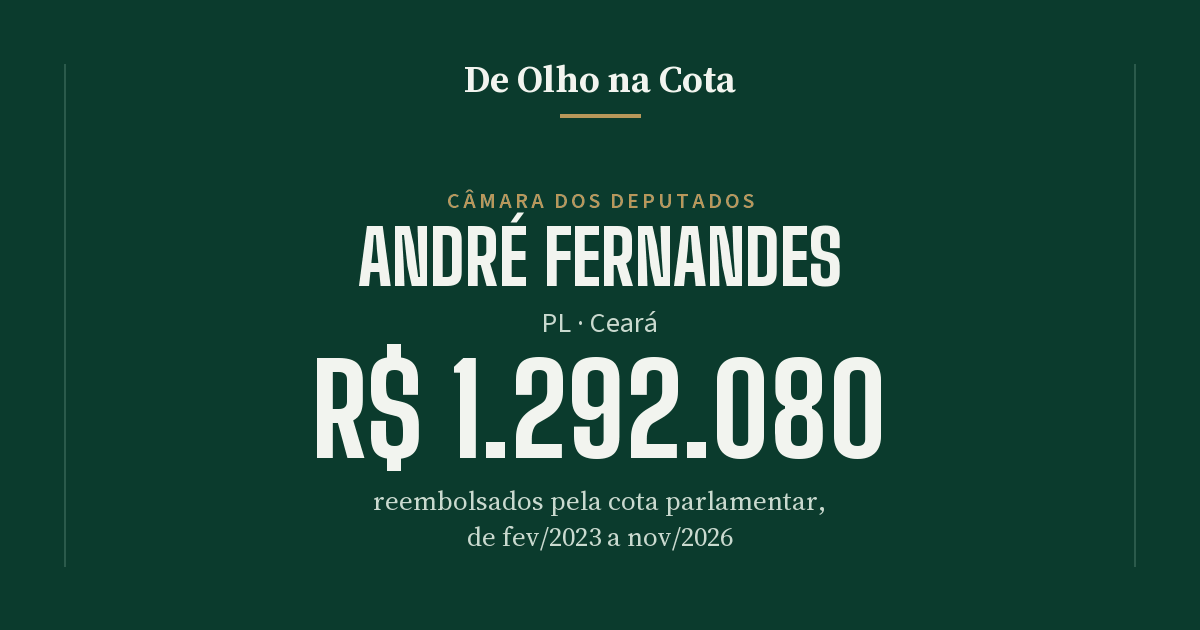 De Olho na Cota
CÂMARA DOS DEPUTADOS
ANDRÉ FERNANDES
PL · Ceará
R$ 1.292.080
reembolsados pela cota parlamentar,
de fev/2023 a nov/2026